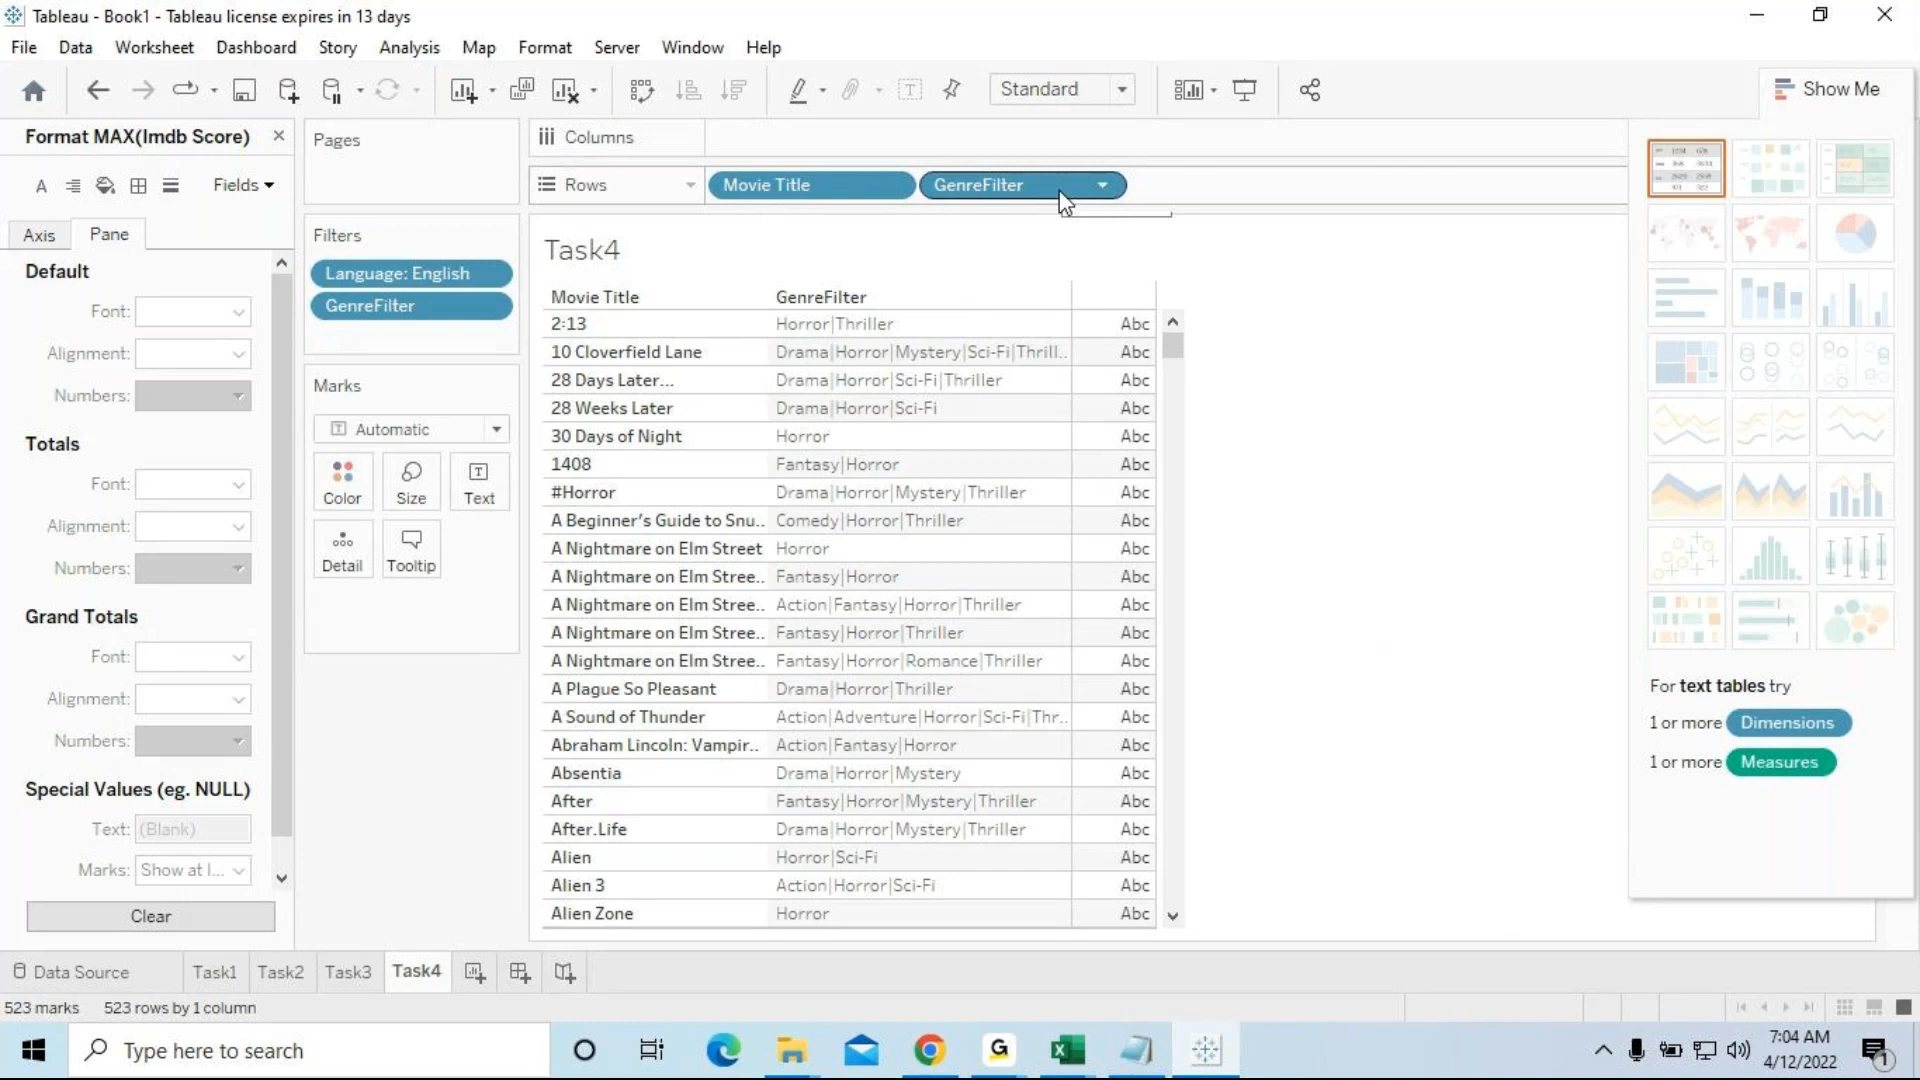 Tableau - Book1 - Tableau license expires in 13 days
File Data Worksheet Dashboard Story Analysis Map Format Server Window Help
Standard
Show Me
Format MAX(Imdb Score)
Fields
Axis Pane
Default
Font:
Alignment:
Numbers:
Totals
Font:
Alignment:
Numbers:
Grand Totals
Font:
Alignment:
Numbers:
Special Values (eg. NULL)
Text: (Blank)
Marks: Show at I...
Clear
Pages
Filters
Language: English
GenreFilter
Marks
Automatic
Color Size Text
Detail Tooltip
Columns
Rows Movie Title GenreFilter
Task4
Movie Title GenreFilter
2:13 Horror|Thriller Abc
10 Cloverfield Lane Drama|Horror|Mystery|Sci-Fi|Thrill.. Abc
28 Days Later... Drama|Horror|Sci-Fi|Thriller Abc
28 Weeks Later Drama|Horror|Sci-Fi Abc
30 Days of Night Horror Abc
1408 Fantasy|Horror Abc
#Horror Drama|Horror|Mystery|Thriller Abc
A Beginner's Guide to Snu.. Comedy|Horror|Thriller Abc
A Nightmare on Elm Street Horror Abc
A Nightmare on Elm Stree.. Fantasy|Horror Abc
A Nightmare on Elm Stree.. Action|Fantasy|Horror|Thriller Abc
A Nightmare on Elm Stree.. Fantasy|Horror|Thriller Abc
A Nightmare on Elm Stree.. Fantasy|Horror|Romance|Thriller Abc
A Plague So Pleasant Drama|Horror|Thriller Abc
A Sound of Thunder Action|Adventure|Horror|Sci-Fi|Thr.. Abc
Abraham Lincoln: Vampir.. Action|Fantasy|Horror Abc
Absentia Drama|Horror|Mystery Abc
After Fantasy|Horror|Mystery|Thriller Abc
After.Life Drama|Horror|Mystery|Thriller Abc
Alien Horror|Sci-Fi Abc
Alien 3 Action|Horror|Sci-Fi Abc
Alien Zone Horror Abc
For text tables try
1 or more Dimensions
1 or more Measures
Data Source Task1 Task2 Task3 Task4
523 marks 523 rows by 1 column
Type here to search
7:04 AM
4/12/2022
1